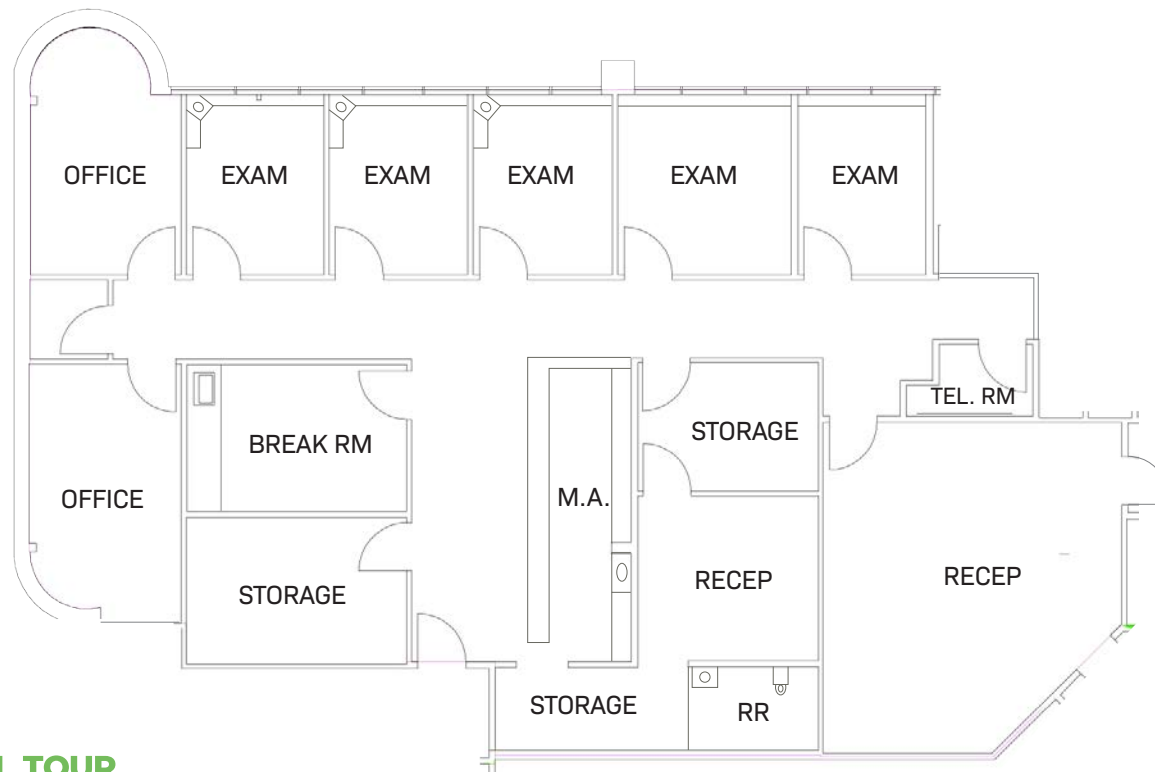 OFFICE
EXAM
EXAM
EXAM
EXAM
EXAM
TEL. RM
STORAGE
BREAK RM
OFFICE
M.A.
RECEP
RECEP
STORAGE
STORAGE
RR
TOUR